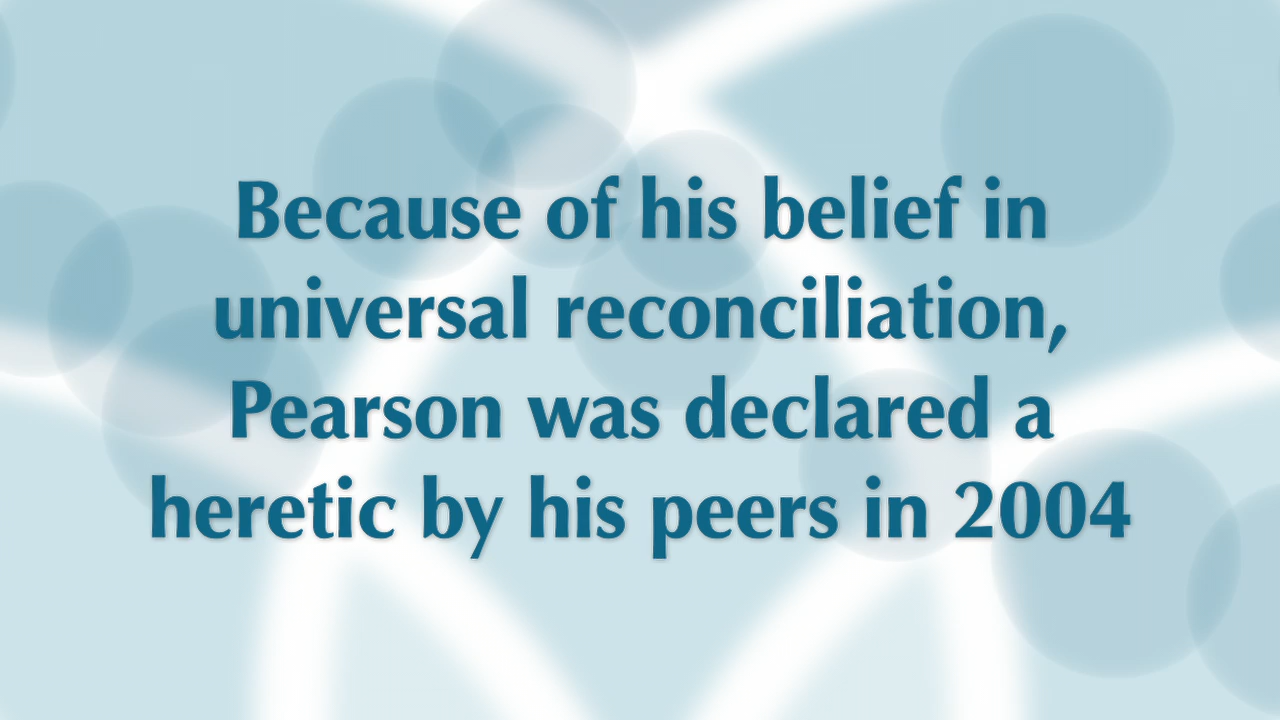 Because of his belief in
universal reconciliation,
Pearson was declared a
heretic by his peers in 2004